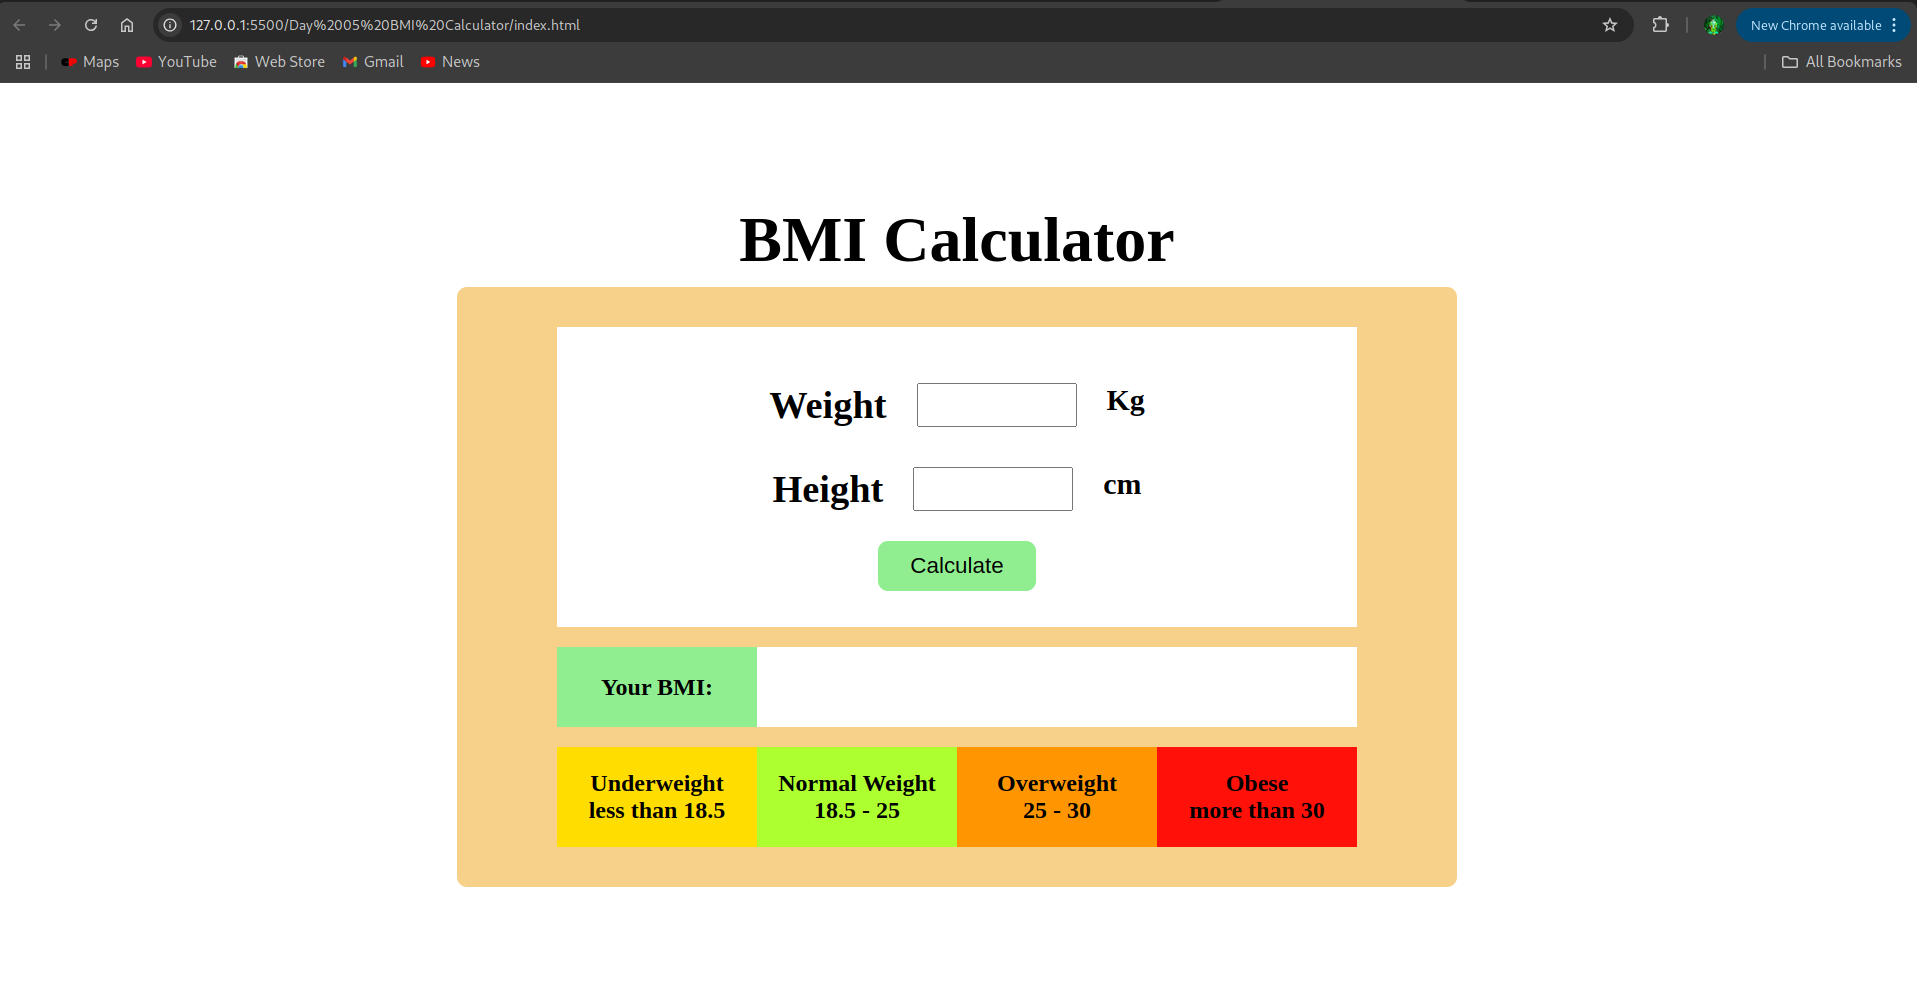 127.0.0.1:5500/Day%2005%20BMI%20Calculator/index.html
New Chrome available
Maps YouTube Web Store Gmail News All Bookmarks
BMI Calculator
Weight Kg
Height cm
Calculate
Your BMI:
Underweight Normal Weight Overweight Obese
less than 18.5 18.5 - 25 25 - 30 more than 30